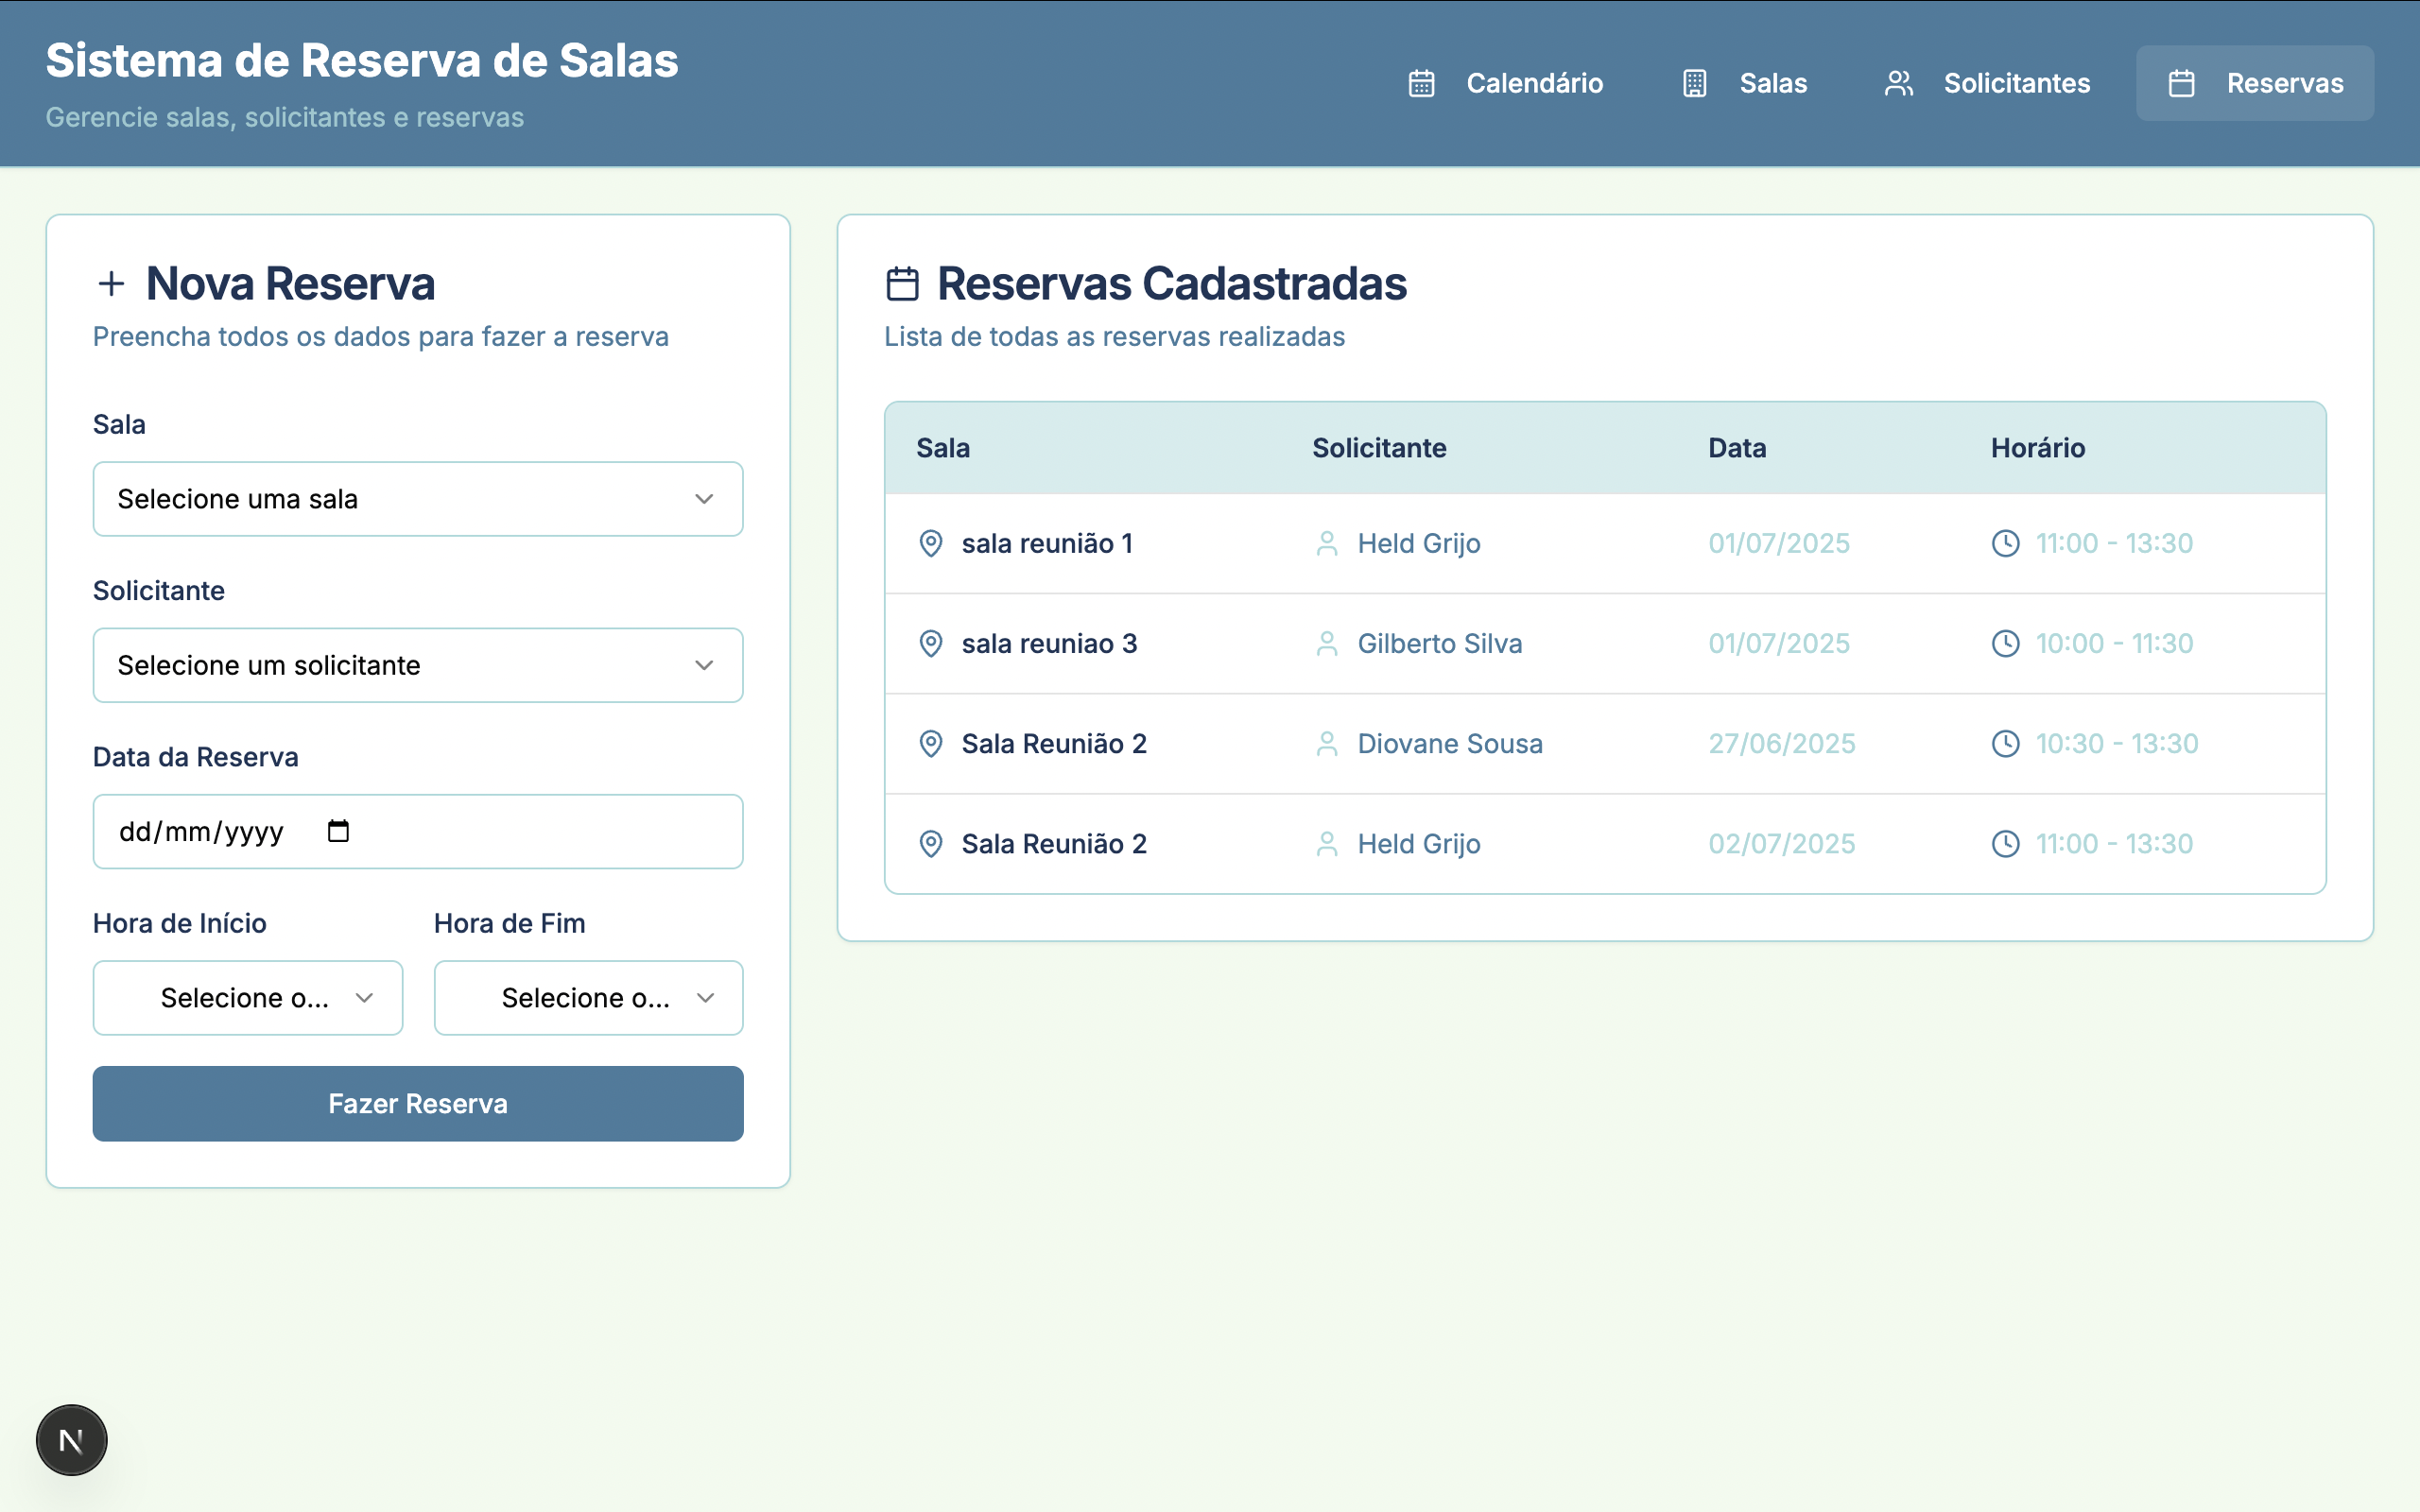 Sistema de Reserva de Salas
Gerencie salas, solicitantes e reservas
Calendário Salas Solicitantes Reservas
Nova Reserva
Preencha todos os dados para fazer a reserva
Sala
Selecione uma sala
Solicitante
Selecione um solicitante
Data da Reserva
dd/mm/yyyy
Hora de Início Hora de Fim
Selecione o... Selecione o...
Fazer Reserva
Reservas Cadastradas
Lista de todas as reservas realizadas
Sala Solicitante Data Horário
sala reunião 1 Held Grijo 01/07/2025 11:00 - 13:30
sala reuniao 3 Gilberto Silva 01/07/2025 10:00 - 11:30
Sala Reunião 2 Diovane Sousa 27/06/2025 10:30 - 13:30
Sala Reunião 2 Held Grijo 02/07/2025 11:00 - 13:30
N